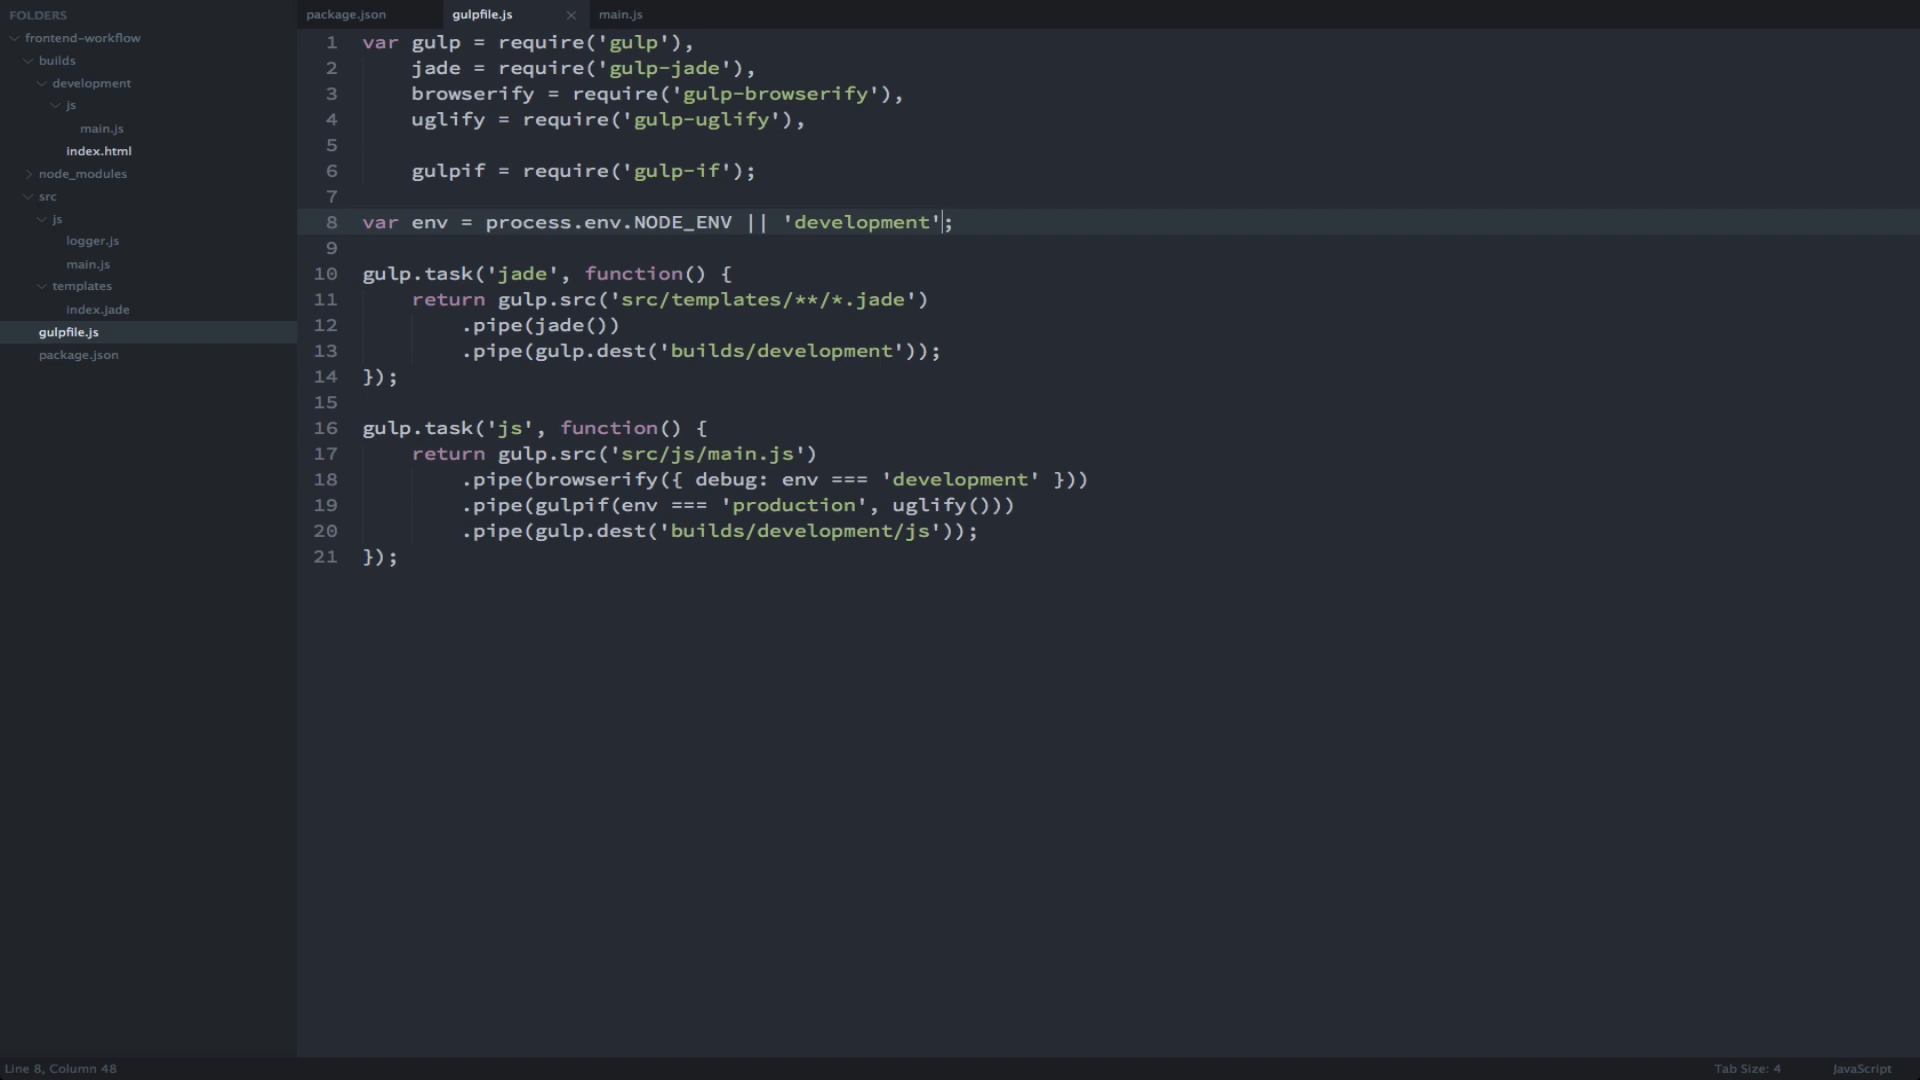 FOLDERS
frontend-workflow
builds
development
js
main.js
index.html
node_modules
src
js
logger.js
main.js
templates
index.jade
gulpfile.js
package.json
package.json
gulpfile.js
main.js
1 var gulp = require('gulp'),
2 jade = require('gulp-jade'),
3 browserify = require('gulp-browserify'),
4 uglify = require('gulp-uglify'),
5
6 gulpif = require('gulp-if');
7
8 var env = process.env.NODE_ENV || 'development';
9
10 gulp.task('jade', function() {
11 return gulp.src('src/templates/**/*.jade')
12 .pipe(jade())
13 .pipe(gulp.dest('builds/development'));
14 });
15
16 gulp.task('js', function() {
17 return gulp.src('src/js/main.js')
18 .pipe(browserify({ debug: env === 'development' }))
19 .pipe(gulpif(env === 'production', uglify()))
20 .pipe(gulp.dest('builds/development/js'));
21 });
Line 8, Column 48
Tab Size: 4
JavaScript